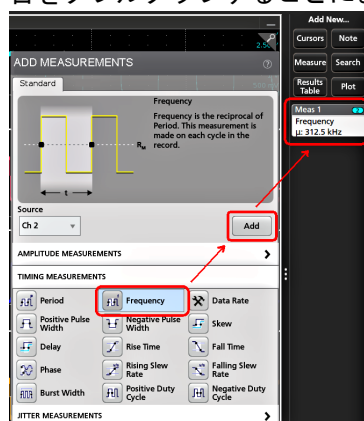 Add New...
2.50
Cursors Note
ADD MEASUREMENTS
Measure Search
Standard
Results Table Plot
Frequency
Frequency is the reciprocal of
Period. This measurement is
made on each cycle in the
record.
Meas 1
Frequency
μ: 312.5 kHz
t
Source
Ch 2
Add
AMPLITUDE MEASUREMENTS
TIMING MEASUREMENTS
Period Frequency Data Rate
Positive Pulse Width Negative Pulse Width Skew
Delay Rise Time Fall Time
Phase Rising Slew Rate Falling Slew Rate
Burst Width Positive Duty Cycle Negative Duty Cycle
JITTER MEASUREMENTS